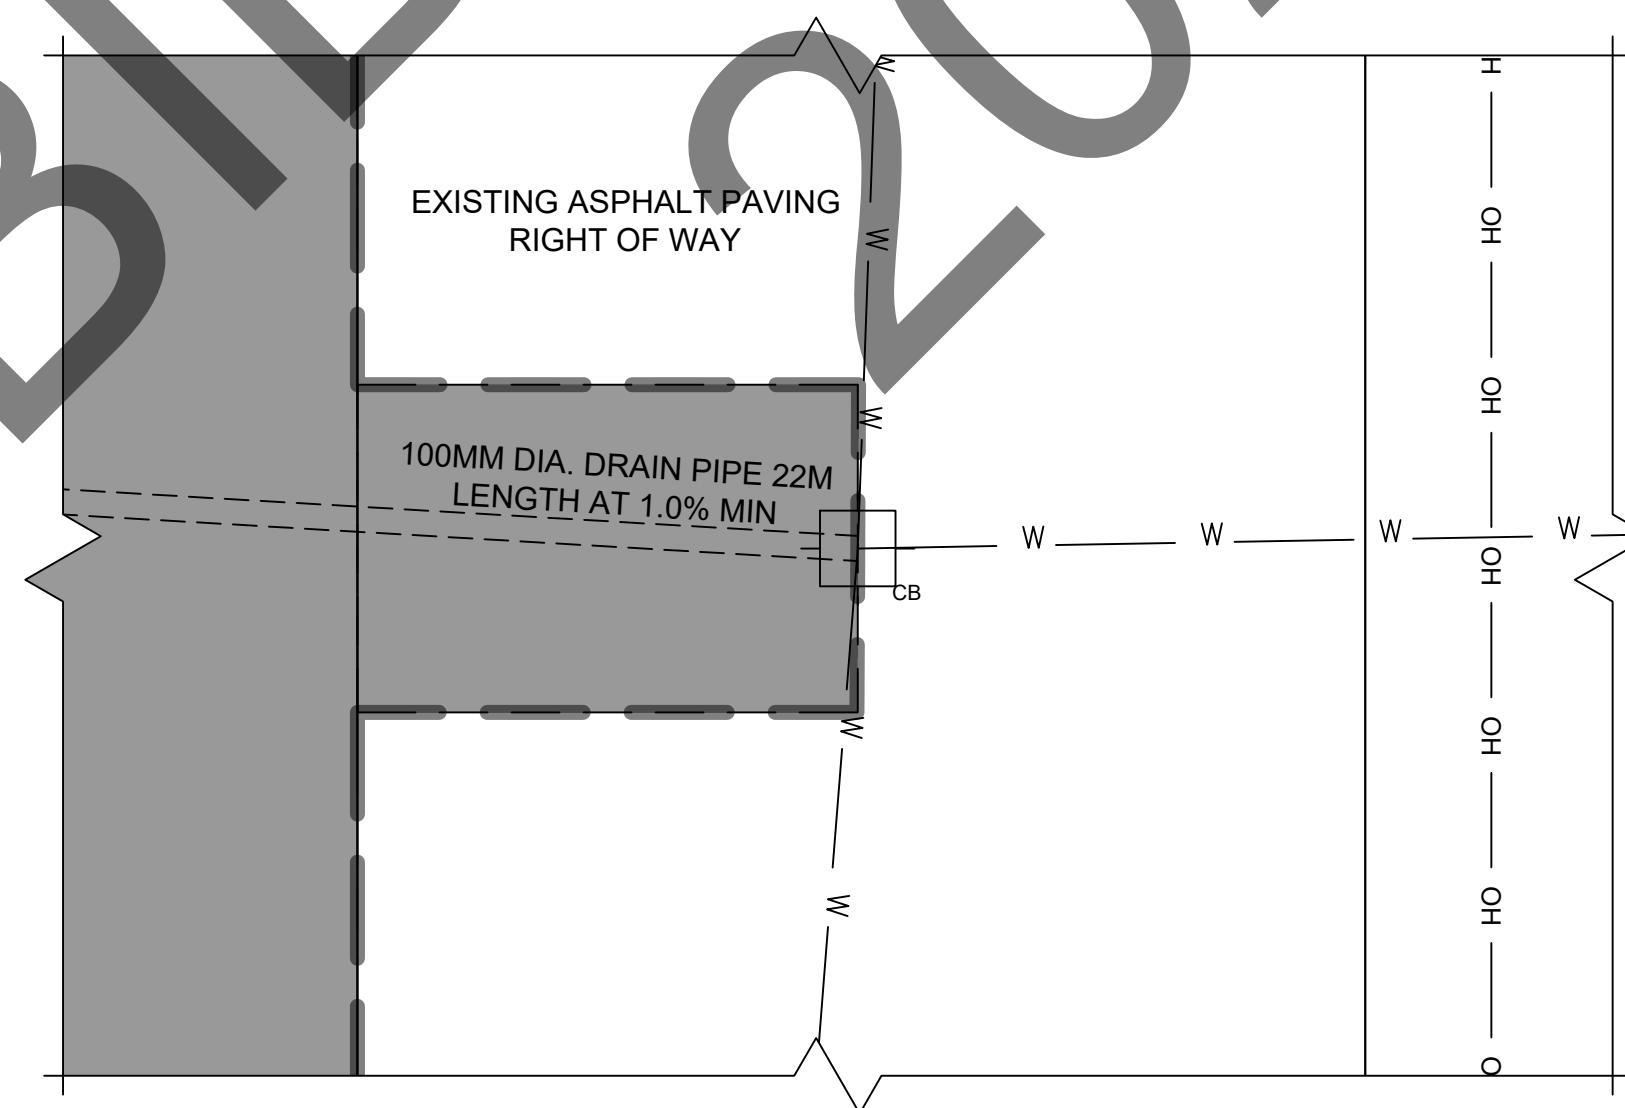 EXISTING ASPHALT PAVING
RIGHT OF WAY
100MM DIA. DRAIN PIPE 22M
LENGTH AT 1.0% MIN
CB
W
W
W
W
W
W
W
W
W
H
OH
OH
OH
OH
OH
O